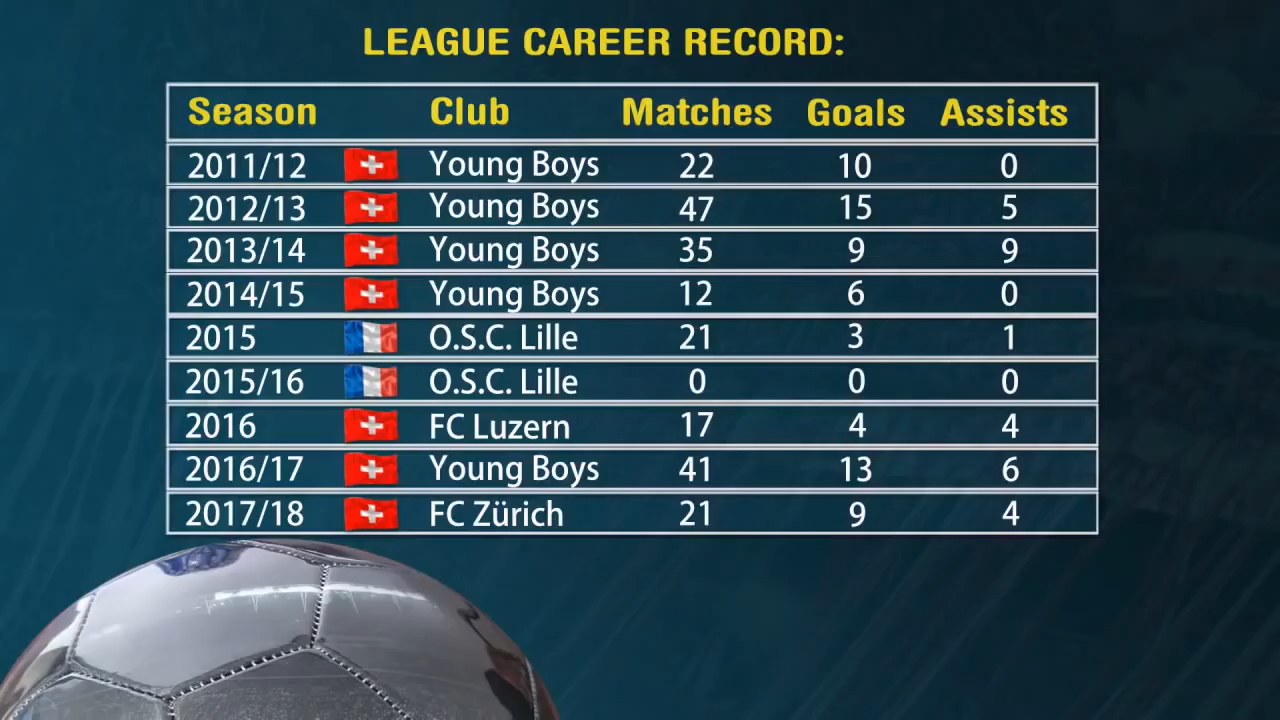 LEAGUE CAREER RECORD:
Season Club Matches Goals Assists
2011/12 Young Boys 22 10 0
2012/13 Young Boys 47 15 5
2013/14 Young Boys 35 9 9
2014/15 Young Boys 12 6 0
2015 O.S.C. Lille 21 3 1
2015/16 O.S.C. Lille 0 0 0
2016 FC Luzern 17 4 4
2016/17 Young Boys 41 13 6
2017/18 FC Zürich 21 9 4